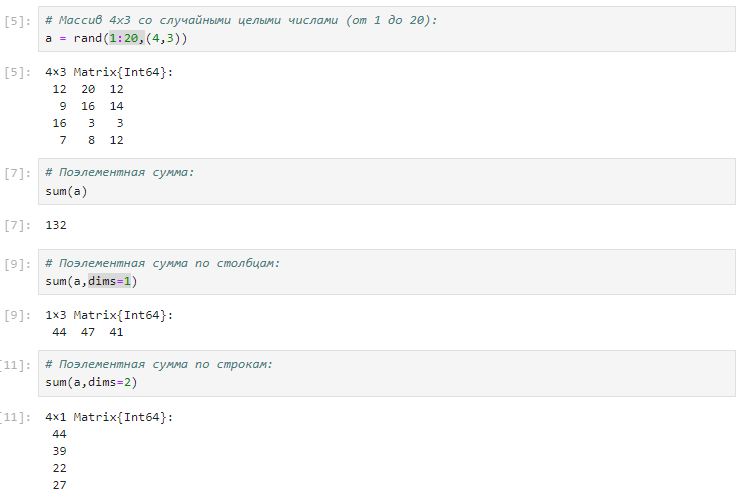 [5]: # Массив 4x3 со случайными целыми числами (от 1 до 20):
a = rand(1:20,(4,3))
[5]: 4×3 Matrix{Int64}:
12 20 12
9 16 14
16 3 3
7 8 12
[7]: # Поэлементная сумма:
sum(a)
[7]: 132
[9]: # Поэлементная сумма по столбцам:
sum(a,dims=1)
[9]: 1×3 Matrix{Int64}:
44 47 41
[11]: # Поэлементная сумма по строкам:
sum(a,dims=2)
[11]: 4×1 Matrix{Int64}:
44
39
22
27